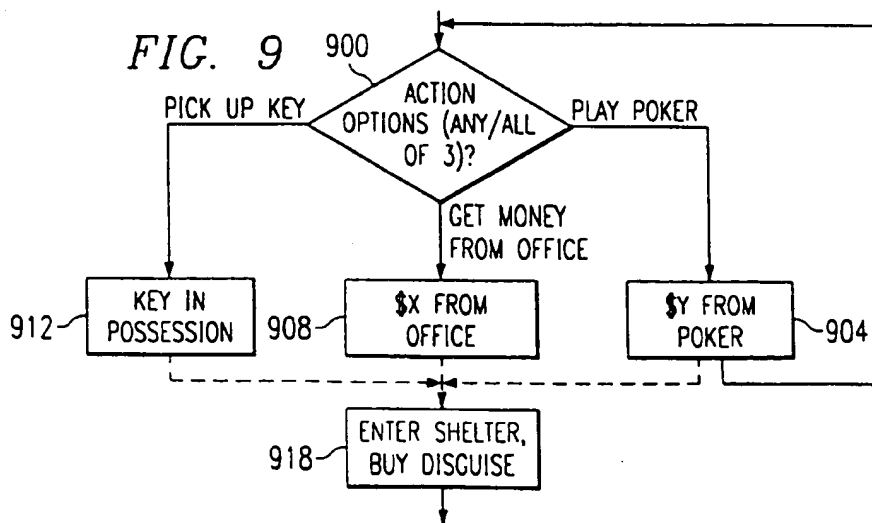 FIG. 9
900
ACTION
OPTIONS (ANY/ALL
OF 3)?
PICK UP KEY
PLAY POKER
GET MONEY
FROM OFFICE
912
KEY IN
POSSESSION
908
$X FROM
OFFICE
$Y FROM
POKER
904
918
ENTER SHELTER,
BUY DISGUISE